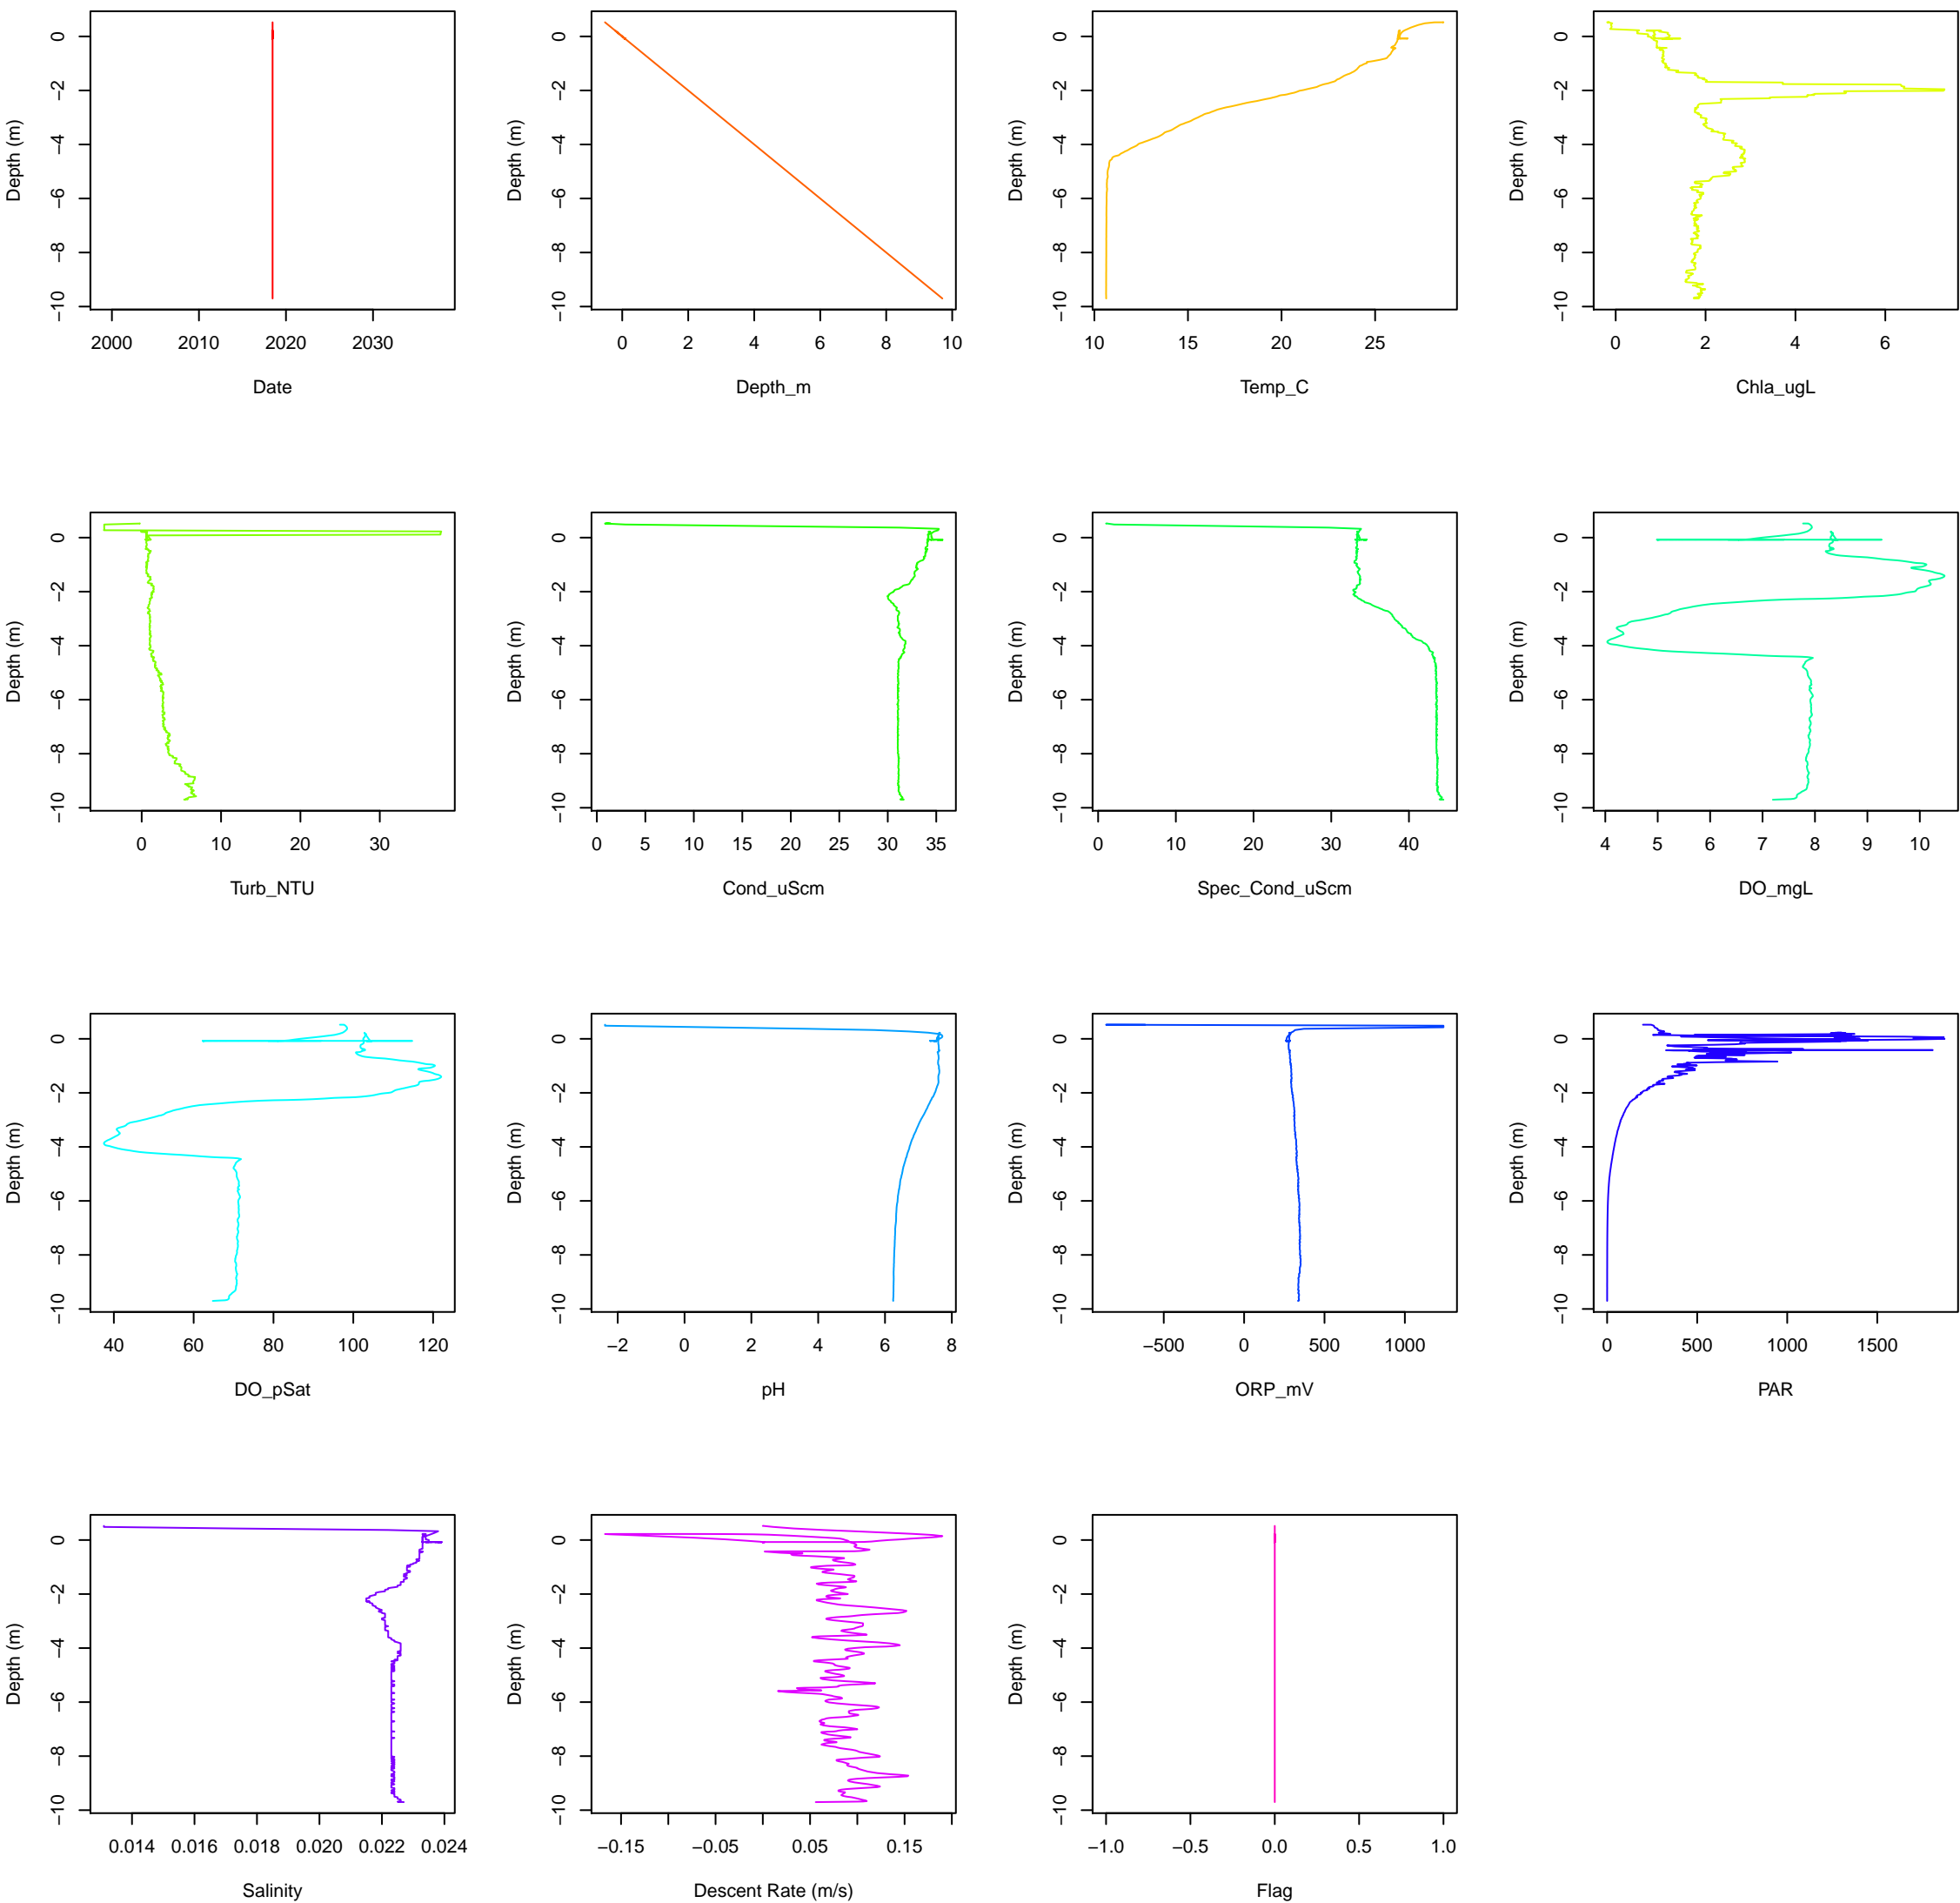 Depth (m)
0
−2
−4
−6
−8
−10
2000 2010 2020 2030
Date
Depth (m)
0
−2
−4
−6
−8
−10
0 2 4 6 8 10
Depth_m
Depth (m)
0
−2
−4
−6
−8
−10
10 15 20 25
Temp_C
Depth (m)
0
−2
−4
−6
−8
−10
0 2 4 6
Chla_ugL
Depth (m)
0
−2
−4
−6
−8
−10
0 10 20 30
Turb_NTU
Depth (m)
0
−2
−4
−6
−8
−10
0 5 10 15 20 25 30 35
Cond_uScm
Depth (m)
0
−2
−4
−6
−8
−10
0 10 20 30 40
Spec_Cond_uScm
Depth (m)
0
−2
−4
−6
−8
−10
4 5 6 7 8 9 10
DO_mgL
Depth (m)
0
−2
−4
−6
−8
−10
40 60 80 100 120
DO_pSat
Depth (m)
0
−2
−4
−6
−8
−10
−2 0 2 4 6 8
pH
Depth (m)
0
−2
−4
−6
−8
−10
−500 0 500 1000
ORP_mV
Depth (m)
0
−2
−4
−6
−8
−10
0 500 1000 1500
PAR
Depth (m)
0
−2
−4
−6
−8
−10
0.014 0.016 0.018 0.020 0.022 0.024
Salinity
Depth (m)
0
−2
−4
−6
−8
−10
−0.15 −0.05 0.05 0.15
Descent Rate (m/s)
Depth (m)
0
−2
−4
−6
−8
−10
−1.0 −0.5 0.0 0.5 1.0
Flag